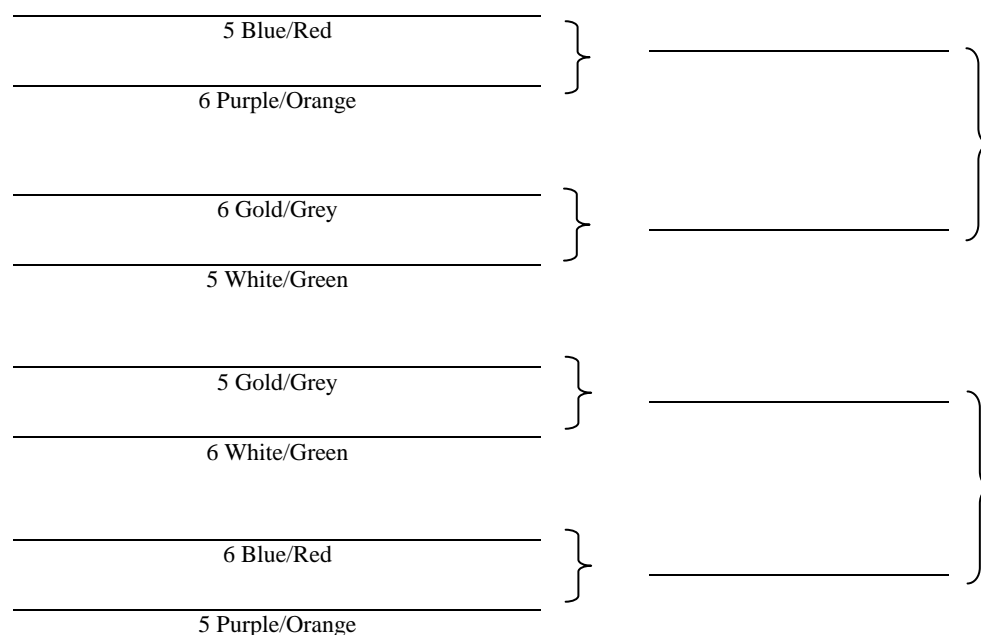 5 Blue/Red
6 Purple/Orange
6 Gold/Grey
5 White/Green
5 Gold/Grey
6 White/Green
6 Blue/Red
5 Purple/Orange